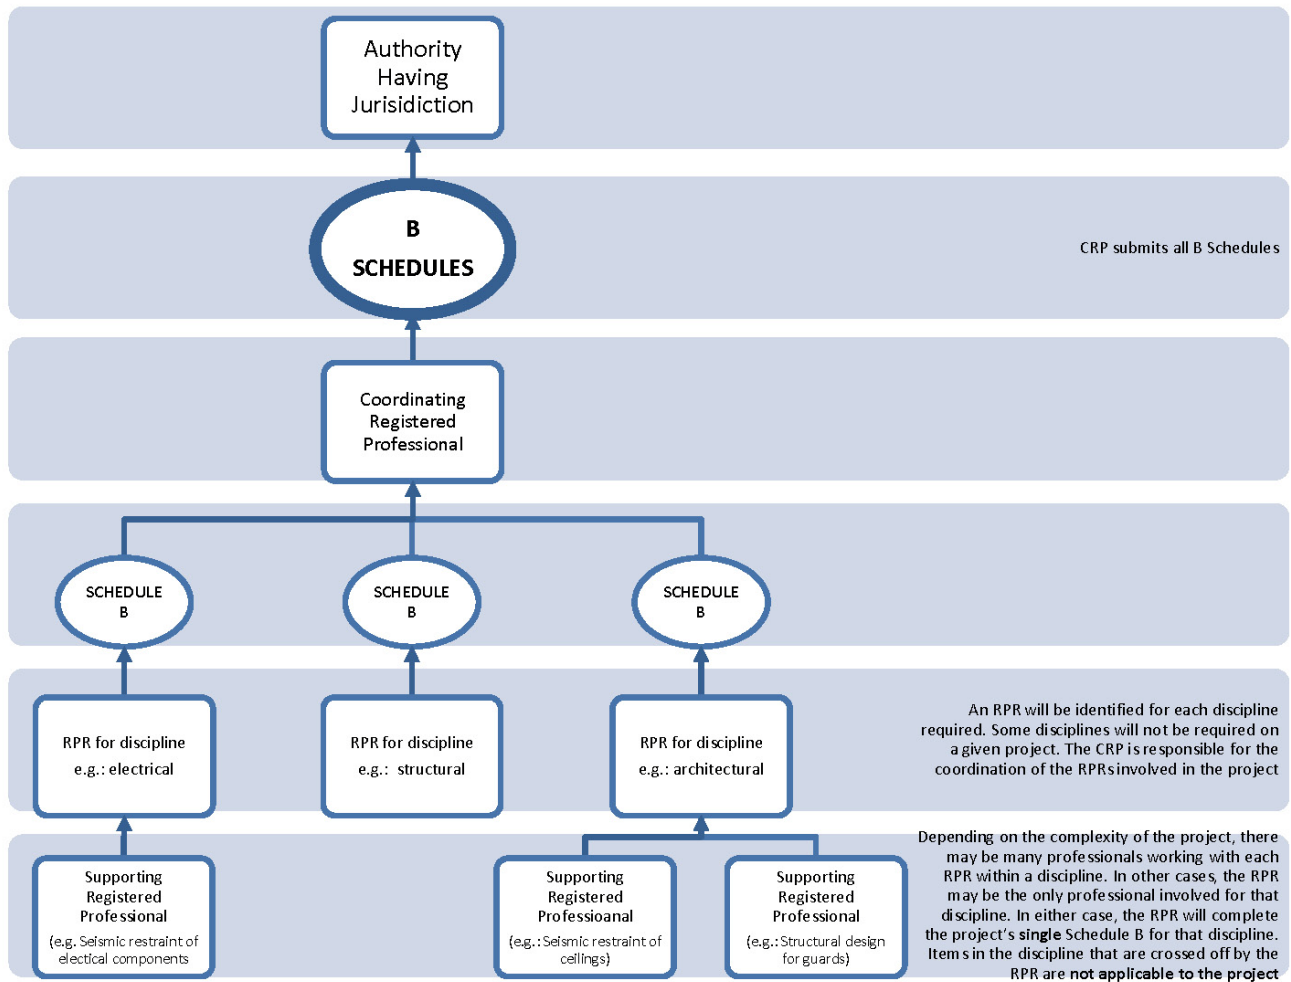 Authority
Having
Jurisidiction
B
SCHEDULES
CRP submits all B Schedules
Coordinating
Registered
Professional
SCHEDULE
B
SCHEDULE
B
SCHEDULE
B
RPR for discipline
e.g.: electrical
RPR for discipline
e.g.: structural
RPR for discipline
e.g.: architectural
An RPR will be identified for each discipline
required. Some disciplines will not be required on
a given project. The CRP is responsible for the
coordination of the RPRs involved in the project
Supporting
Registered
Professional
(e.g. Seismic restraint of
electical components
Supporting
Registered
Professioanal
(e.g.: Seismic restraint of
ceilings)
Supporting
Registered
Professional
(e.g.: Structural design
for guards)
Depending on the complexity of the project, there
may be many professionals working with each
RPR within a discipline. In other cases, the RPR
may be the only professional involved for that
discipline. In either case, the RPR will complete
the project's single Schedule B for that discipline.
Items in the discipline that are crossed off by the
RPR are not applicable to the project